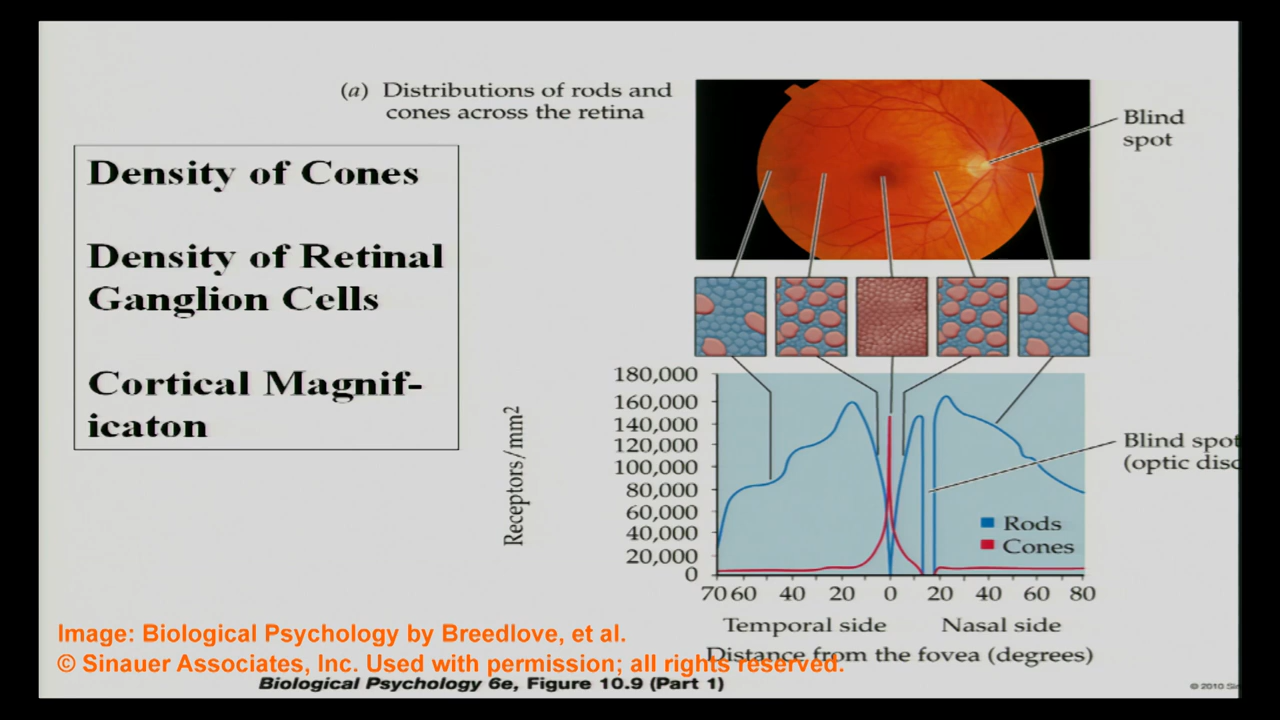 (a) Distributions of rods and
cones across the retina
Blind
spot
Density of Cones
Density of Retinal
Ganglion Cells
Cortical Magnif-
icaton
Receptors/mm²
180,000
160,000
140,000
120,000
100,000
80,000
60,000
40,000
20,000
0
Blind spot
(optic disc
Rods
Cones
70 60 40 20 0 20 40 60 80
Temporal side Nasal side
Distance from the fovea (degrees)
Image: Biological Psychology by Breedlove, et al.
© Sinauer Associates, Inc. Used with permission; all rights reserved.
Biological Psychology 6e, Figure 10.9 (Part 1)
© 2010